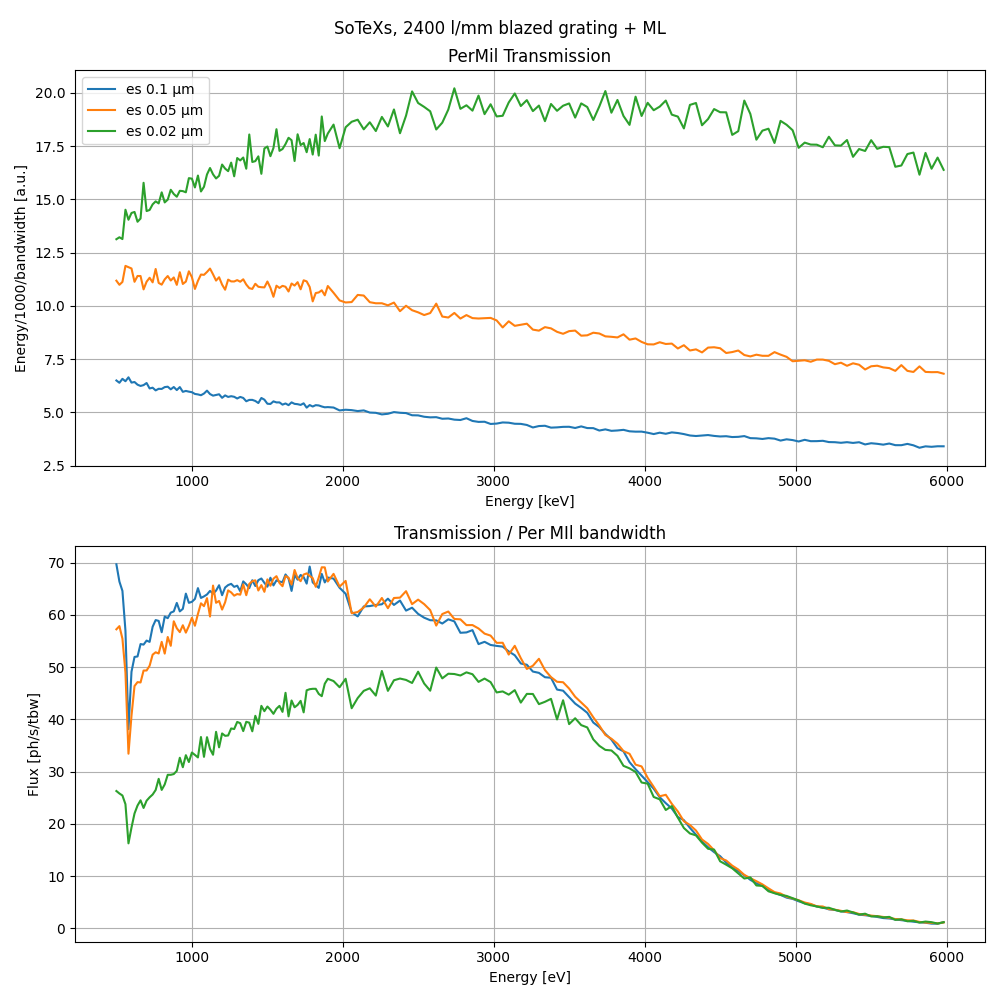 SoTeXs, 2400 l/mm blazed grating + ML
PerMil Transmission
es 0.1 µm
es 0.05 µm
es 0.02 µm
Energy/1000/bandwidth [a.u.]
20.0
17.5
15.0
12.5
10.0
7.5
5.0
2.5
1000 2000 3000 4000 5000 6000
Energy [keV]
Transmission / Per MIl bandwidth
Flux [ph/s/tbw]
70
60
50
40
30
20
10
0
1000 2000 3000 4000 5000 6000
Energy [eV]